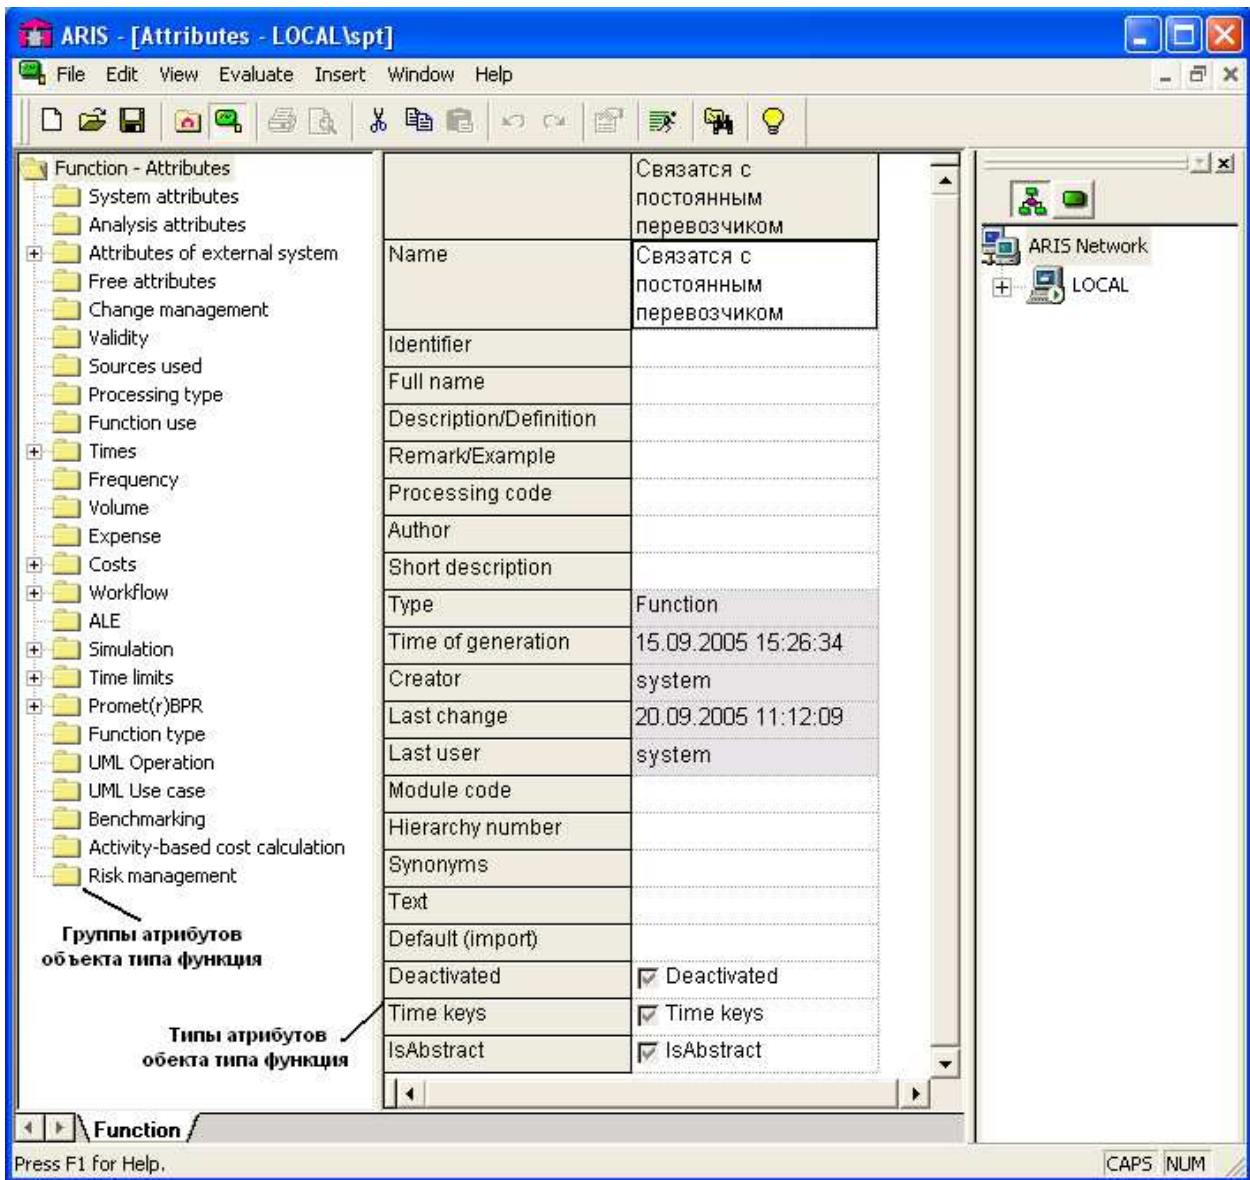 ARIS - [Attributes - LOCAL\spt]
File Edit View Evaluate Insert Window Help
Function - Attributes
System attributes
Analysis attributes
Attributes of external system
Free attributes
Change management
Validity
Sources used
Processing type
Function use
Times
Frequency
Volume
Expense
Costs
Workflow
ALE
Simulation
Time limits
Promet(r)BPR
Function type
UML Operation
UML Use case
Benchmarking
Activity-based cost calculation
Risk management
Группы атрибутов
объекта типа функция
Типы атрибутов
обекта типа функция
Связатся с
постоянным
перевозчиком
Name
Связатся с
постоянным
перевозчиком
Identifier
Full name
Description/Definition
Remark/Example
Processing code
Author
Short description
Type Function
Time of generation 15.09.2005 15:26:34
Creator system
Last change 20.09.2005 11:12:09
Last user system
Module code
Hierarchy number
Synonyms
Text
Default (import)
Deactivated Deactivated
Time keys Time keys
IsAbstract IsAbstract
ARIS Network
LOCAL
Function
Press F1 for Help.
CAPS NUM